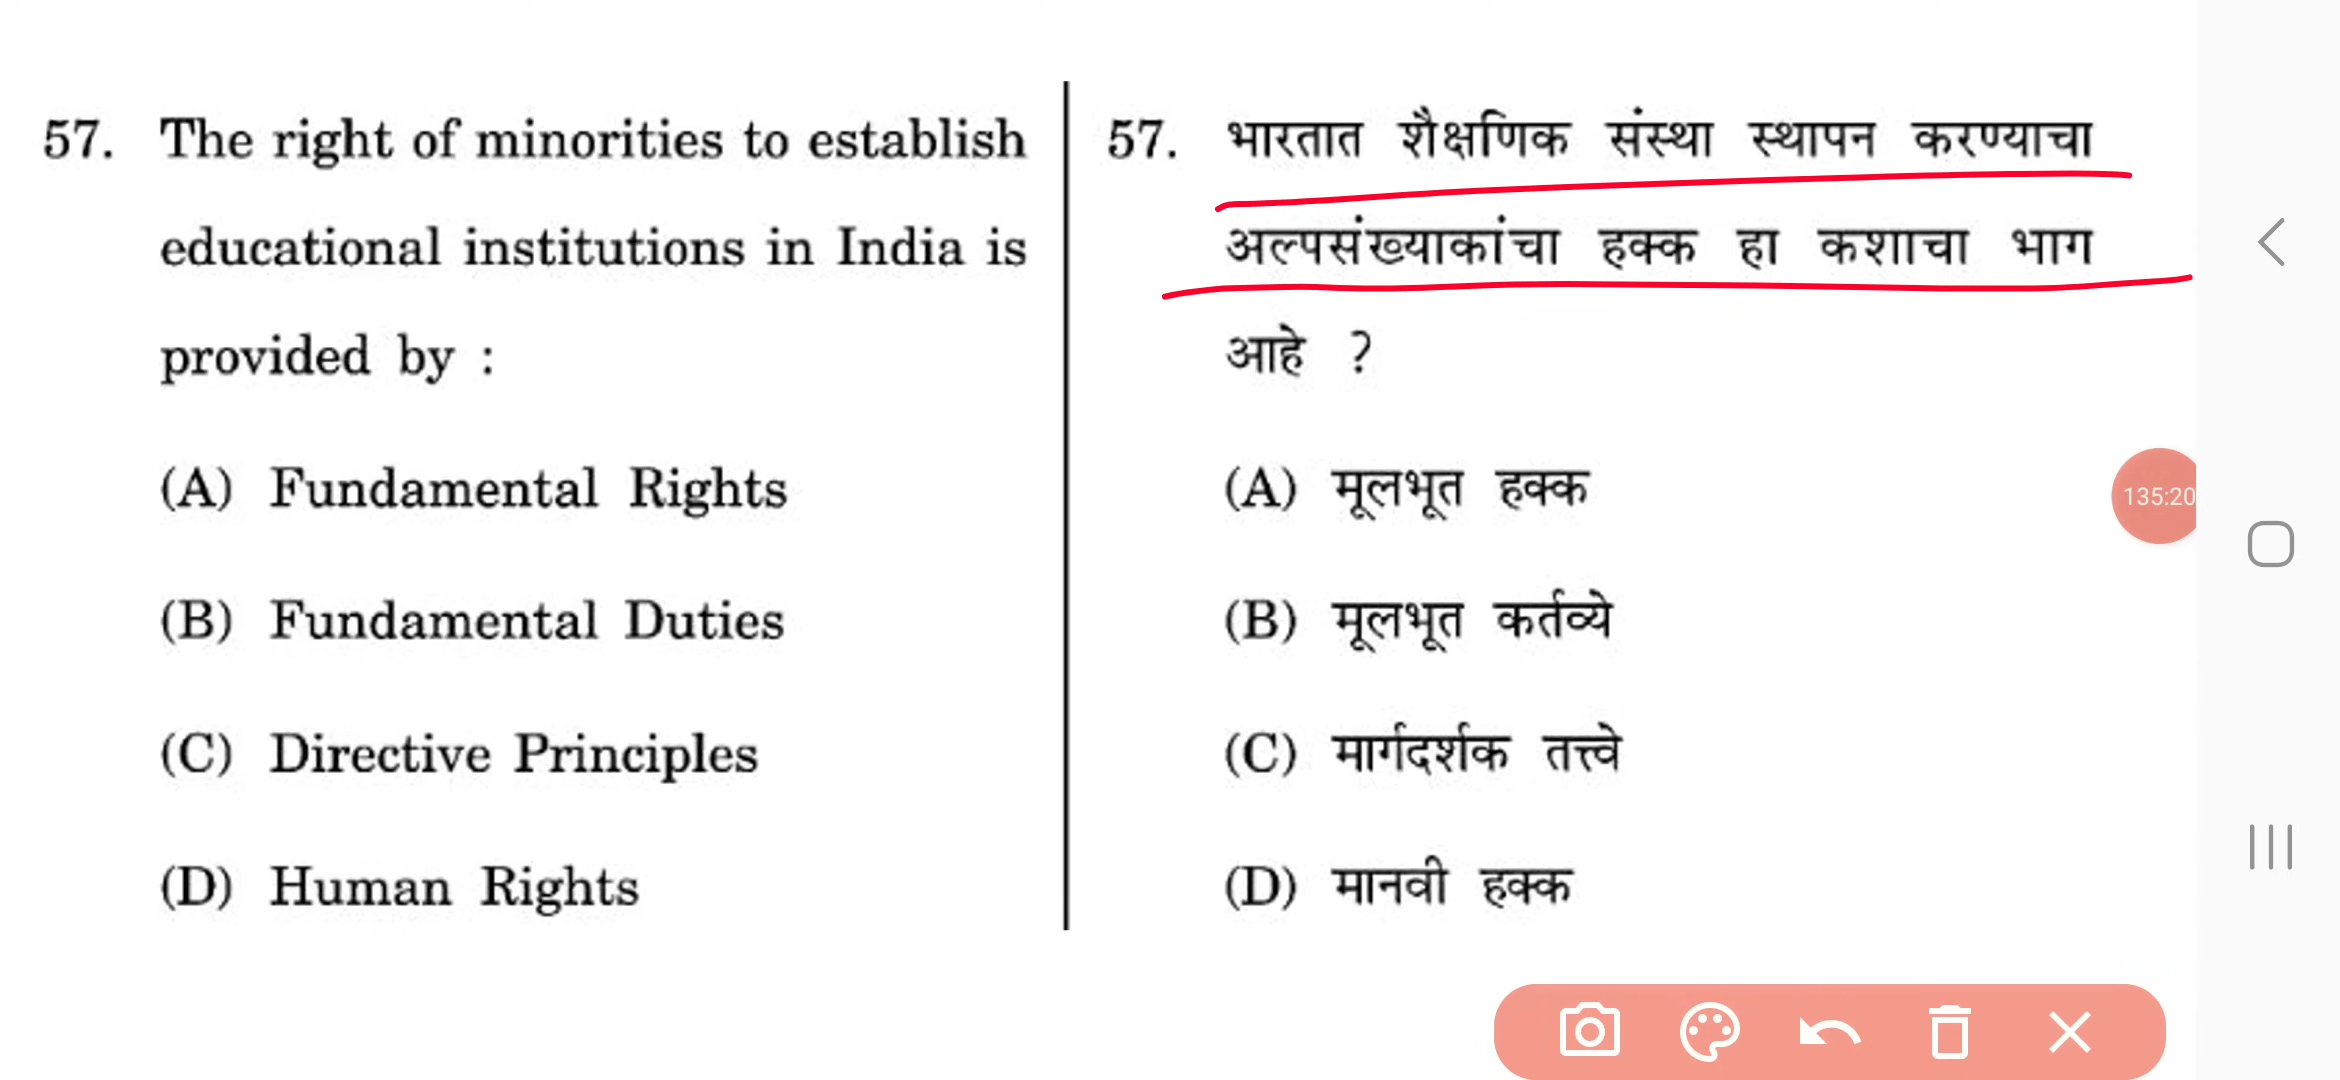 57. The right of minorities to establish
educational institutions in India is
provided by :
(A) Fundamental Rights
(B) Fundamental Duties
(C) Directive Principles
(D) Human Rights
57. भारतात शैक्षणिक संस्था स्थापन करण्याचा
अल्पसंख्याकांचा हक्क हा कशाचा भाग
आहे ?
(A) मूलभूत हक्क
(B) मूलभूत कर्तव्ये
(C) मार्गदर्शक तत्त्वे
(D) मानवी हक्क
135:20